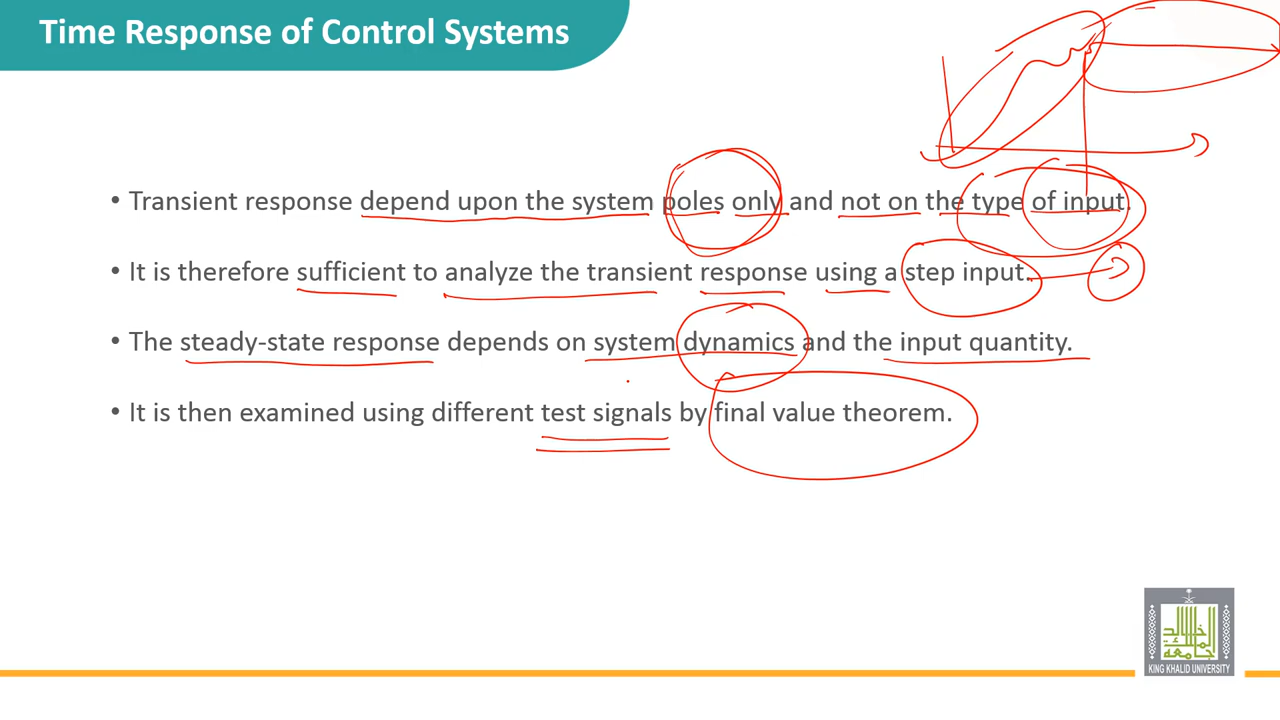 Time Response of Control Systems
• Transient response depend upon the system poles only and not on the type of input.
• It is therefore sufficient to analyze the transient response using a step input.
• The steady-state response depends on system dynamics and the input quantity.
• It is then examined using different test signals by final value theorem.
جامعة الملك خالد
KING KHALID UNIVERSITY